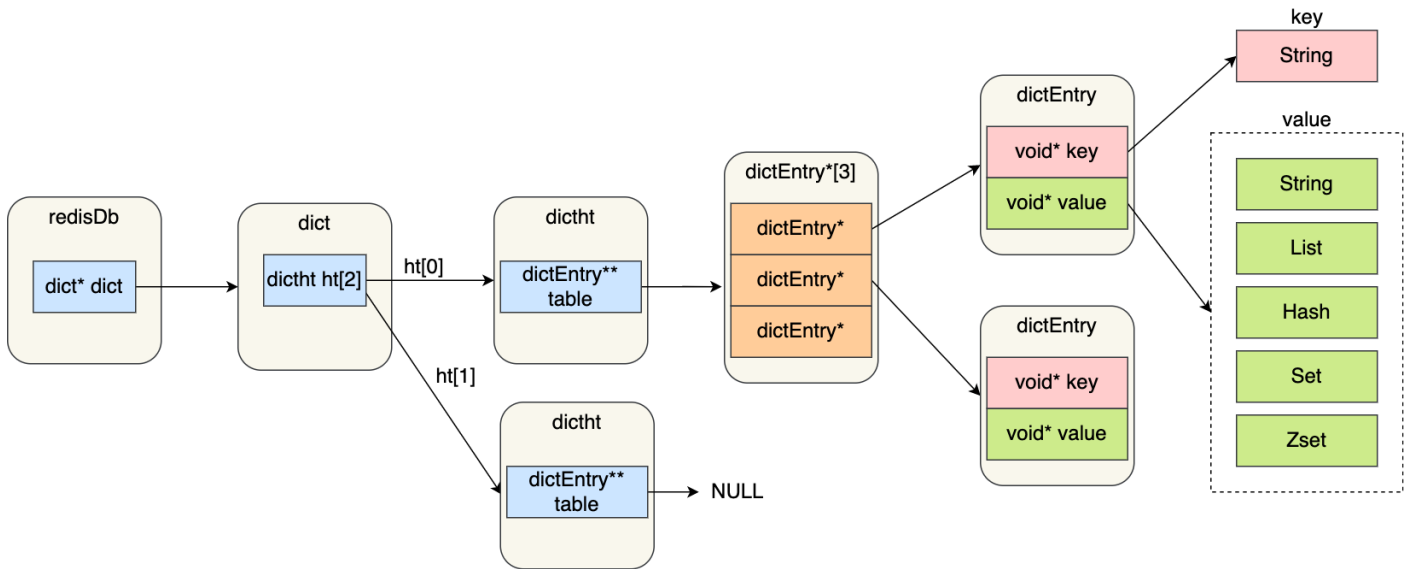 redisDb
dict* dict
dict
dictht ht[2]
ht[0]
ht[1]
dictht
dictEntry**
table
dictht
dictEntry**
table
NULL
dictEntry*[3]
dictEntry*
dictEntry*
dictEntry*
dictEntry
void* key
void* value
dictEntry
void* key
void* value
key
String
value
String
List
Hash
Set
Zset